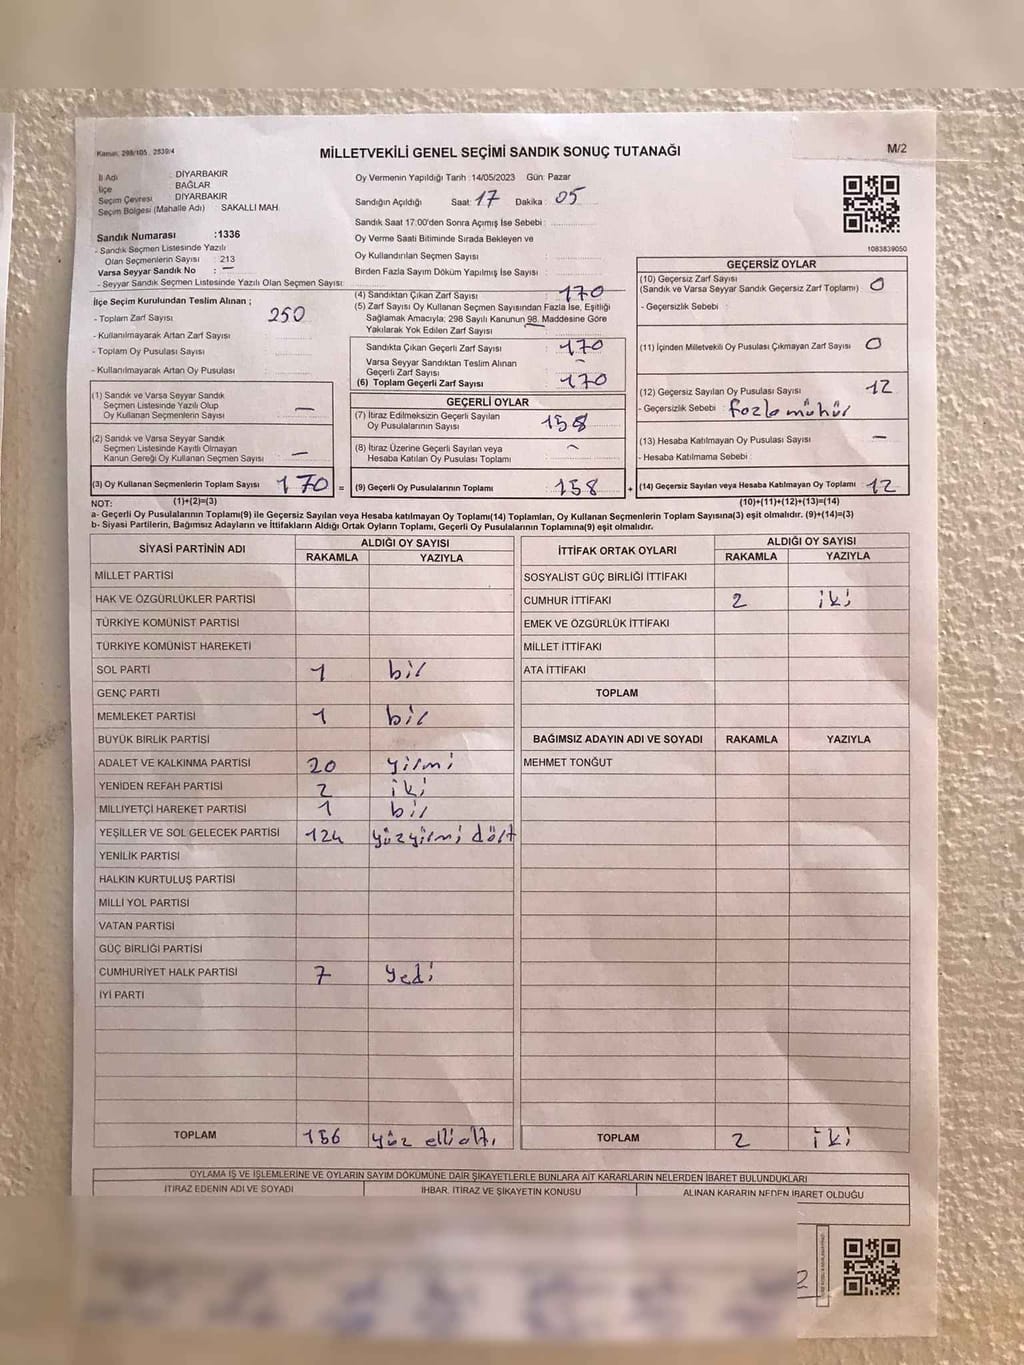 Kanun: 298/105, 2839/4
MİLLETVEKİLİ GENEL SEÇİMİ SANDIK SONUÇ TUTANAĞI
M/2
İl Adı : DİYARBAKIR
İlçe : BAĞLAR
Seçim Çevresi : DİYARBAKIR
Seçim Bölgesi (Mahalle Adı) : SAKALLI MAH.
Sandık Numarası :1336
- Sandık Seçmen Listesinde Yazılı
Olan Seçmenlerin Sayısı : 213
Varsa Seyyar Sandık No : —
- Seyyar Sandık Seçmen Listesinde Yazılı Olan Seçmen Sayısı:
Oy Vermenin Yapıldığı Tarih :14/05/2023 Gün: Pazar
Sandığın Açıldığı Saat: 17 Dakika : 05
Sandık Saat 17:00'den Sonra Açımış İse Sebebi :
Oy Verme Saati Bitiminde Sırada Bekleyen ve
Oy Kullandırılan Seçmen Sayısı :
Birden Fazla Sayım Döküm Yapılmış İse Sayısı :
1083839050
İlçe Seçim Kurulundan Teslim Alınan ;
- Toplam Zarf Sayısı : 250
- Kullanılmayarak Artan Zarf Sayısı :
- Toplam Oy Pusulası Sayısı :
- Kullanılmayarak Artan Oy Pusulası :
(1) Sandık ve Varsa Seyyar Sandık
Seçmen Listesinde Yazılı Olup
Oy Kullanan Seçmenlerin Sayısı —
(2) Sandık ve Varsa Seyyar Sandık
Seçmen Listesinde Kayıtlı Olmayan
Kanun Gereği Oy Kullanan Seçmen Sayısı —
(3) Oy Kullanan Seçmenlerin Toplam Sayısı 170 =
(1)+(2)=(3)
(4) Sandıktan Çıkan Zarf Sayısı : 170
(5) Zarf Sayısı Oy Kullanan Seçmen Sayısından Fazla İse, Eşitliği
Sağlamak Amacıyla; 298 Sayılı Kanunun 98. Maddesine Göre
Yakılarak Yok Edilen Zarf Sayısı :
Sandıkta Çıkan Geçerli Zarf Sayısı : 170
Varsa Seyyar Sandıktan Teslim Alınan
Geçerli Zarf Sayısı : –
(6) Toplam Geçerli Zarf Sayısı : 170
GEÇERLİ OYLAR
(7) İtiraz Edilmeksizin Geçerli Sayılan
Oy Pusulalarının Sayısı : 158
(8) İtiraz Üzerine Geçerli Sayılan veya
Hesaba Katılan Oy Pusulası Toplamı –
(9) Geçerli Oy Pusulalarının Toplamı 158 +
GEÇERSİZ OYLAR
(10) Geçersiz Zarf Sayısı
(Sandık ve Varsa Seyyar Sandık Geçersiz Zarf Toplamı) : 0
- Geçersizlik Sebebi :
(11) İçinden Milletvekili Oy Pusulası Çıkmayan Zarf Sayısı 0
(12) Geçersiz Sayılan Oy Pusulası Sayısı 12
- Geçersizlik Sebebi : fazla mühür
(13) Hesaba Katılmayan Oy Pusulası Sayısı —
- Hesaba Katılmama Sebebi :
(14) Geçersiz Sayılan veya Hesaba Katılmayan Oy Toplamı 12
(10)+(11)+(12)+(13)=(14)
NOT:
a- Geçerli Oy Pusulalarının Toplamı(9) ile Geçersiz Sayılan veya Hesaba katılmayan Oy Toplamı(14) Toplamları, Oy Kullanan Seçmenlerin Toplam Sayısına(3) eşit olmalıdır. (9)+(14)=(3)
b- Siyasi Partilerin, Bağımsız Adayların ve İttifakların Aldığı Ortak Oyların Toplamı, Geçerli Oy Pusulalarının Toplamına(9) eşit olmalıdır.
SİYASİ PARTİNİN ADI ALDIĞI OY SAYISI
RAKAMLA YAZIYLA
MİLLET PARTİSİ
HAK VE ÖZGÜRLÜKLER PARTİSİ
TÜRKİYE KOMÜNİST PARTİSİ
TÜRKİYE KOMÜNİST HAREKETİ
SOL PARTİ 1 bir
GENÇ PARTİ
MEMLEKET PARTİSİ 1 bir
BÜYÜK BİRLİK PARTİSİ
ADALET VE KALKINMA PARTİSİ 20 yirmi
YENİDEN REFAH PARTİSİ 2 iki
MİLLİYETÇİ HAREKET PARTİSİ 1 bir
YEŞİLLER VE SOL GELECEK PARTİSİ 124 yüzyirmi dört
YENİLİK PARTİSİ
HALKIN KURTULUŞ PARTİSİ
MİLLİ YOL PARTİSİ
VATAN PARTİSİ
GÜÇ BİRLİĞİ PARTİSİ
CUMHURİYET HALK PARTİSİ 7 yedi
İYİ PARTİ
TOPLAM 156 yüz elli altı
İTTİFAK ORTAK OYLARI ALDIĞI OY SAYISI
RAKAMLA YAZIYLA
SOSYALİST GÜÇ BİRLİĞİ İTTİFAKI
CUMHUR İTTİFAKI 2 iki
EMEK VE ÖZGÜRLÜK İTTİFAKI
MİLLET İTTİFAKI
ATA İTTİFAKI
TOPLAM
BAĞIMSIZ ADAYIN ADI VE SOYADI RAKAMLA YAZIYLA
MEHMET TONĞUT
TOPLAM 2 iki
OYLAMA İŞ VE İŞLEMLERİNE VE OYLARIN SAYIM DÖKÜMÜNE DAİR ŞİKAYETLERLE BUNLARA AİT KARARLARIN NELERDEN İBARET BULUNDUKLARI
İTİRAZ EDENİN ADI VE SOYADI İHBAR, İTİRAZ VE ŞİKAYETİN KONUSU ALINAN KARARIN NEDEN İBARET OLDUĞU